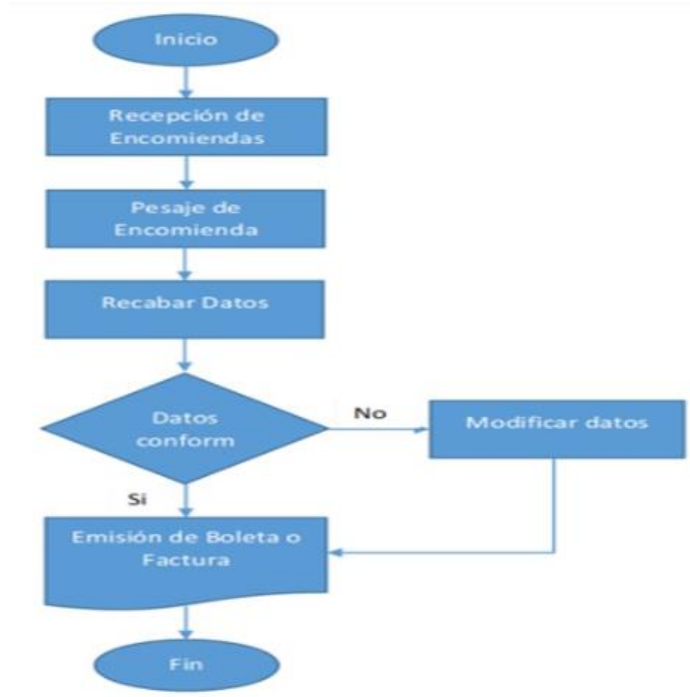 Inicio
Recepción de
Encomiendas
Pesaje de
Encomienda
Recabar Datos
Datos
conform
No
Modificar datos
Si
Emisión de Boleta o
Factura
Fin